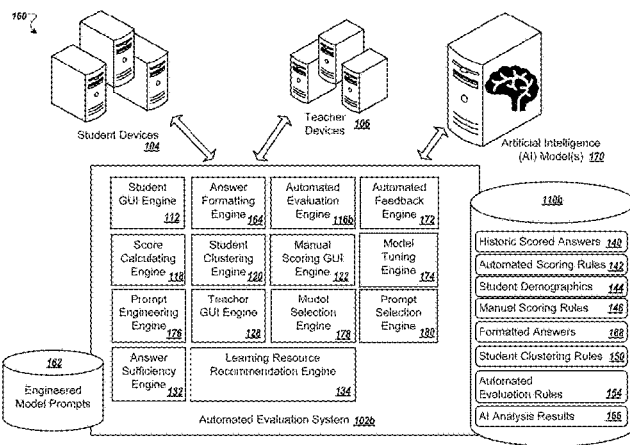 160
Student Devices
104
Teacher
Devices 106
Artificial Intelligence
(AI) Model(s) 170
Student
GUI Engine
112
Answer
Formatting
Engine 164
Automated
Evaluation
Engine 116b
Automated
Feedback
Engine 172
Score
Calculating
Engine 118
Student
Clustering
Engine 120
Manual
Scoring GUI
Engine 122
Model
Tuning
Engine 174
Prompt
Engineering
Engine 176
Teacher
GUI Engine
128
Model
Selection
Engine 178
Prompt
Selection
Engine 180
Answer
Sufficiency
Engine 132
Learning Resource
Recommendation Engine
134
Automated Evaluation System 102b
162
Engineered
Model Prompts
110b
Historic Scored Answers 140
Automated Scoring Rules 142
Student Demographics 144
Manual Scoring Rules 146
Formatted Answers 168
Student Clustering Rules 150
Automated
Evaluation Rules 154
AI Analysis Results 166